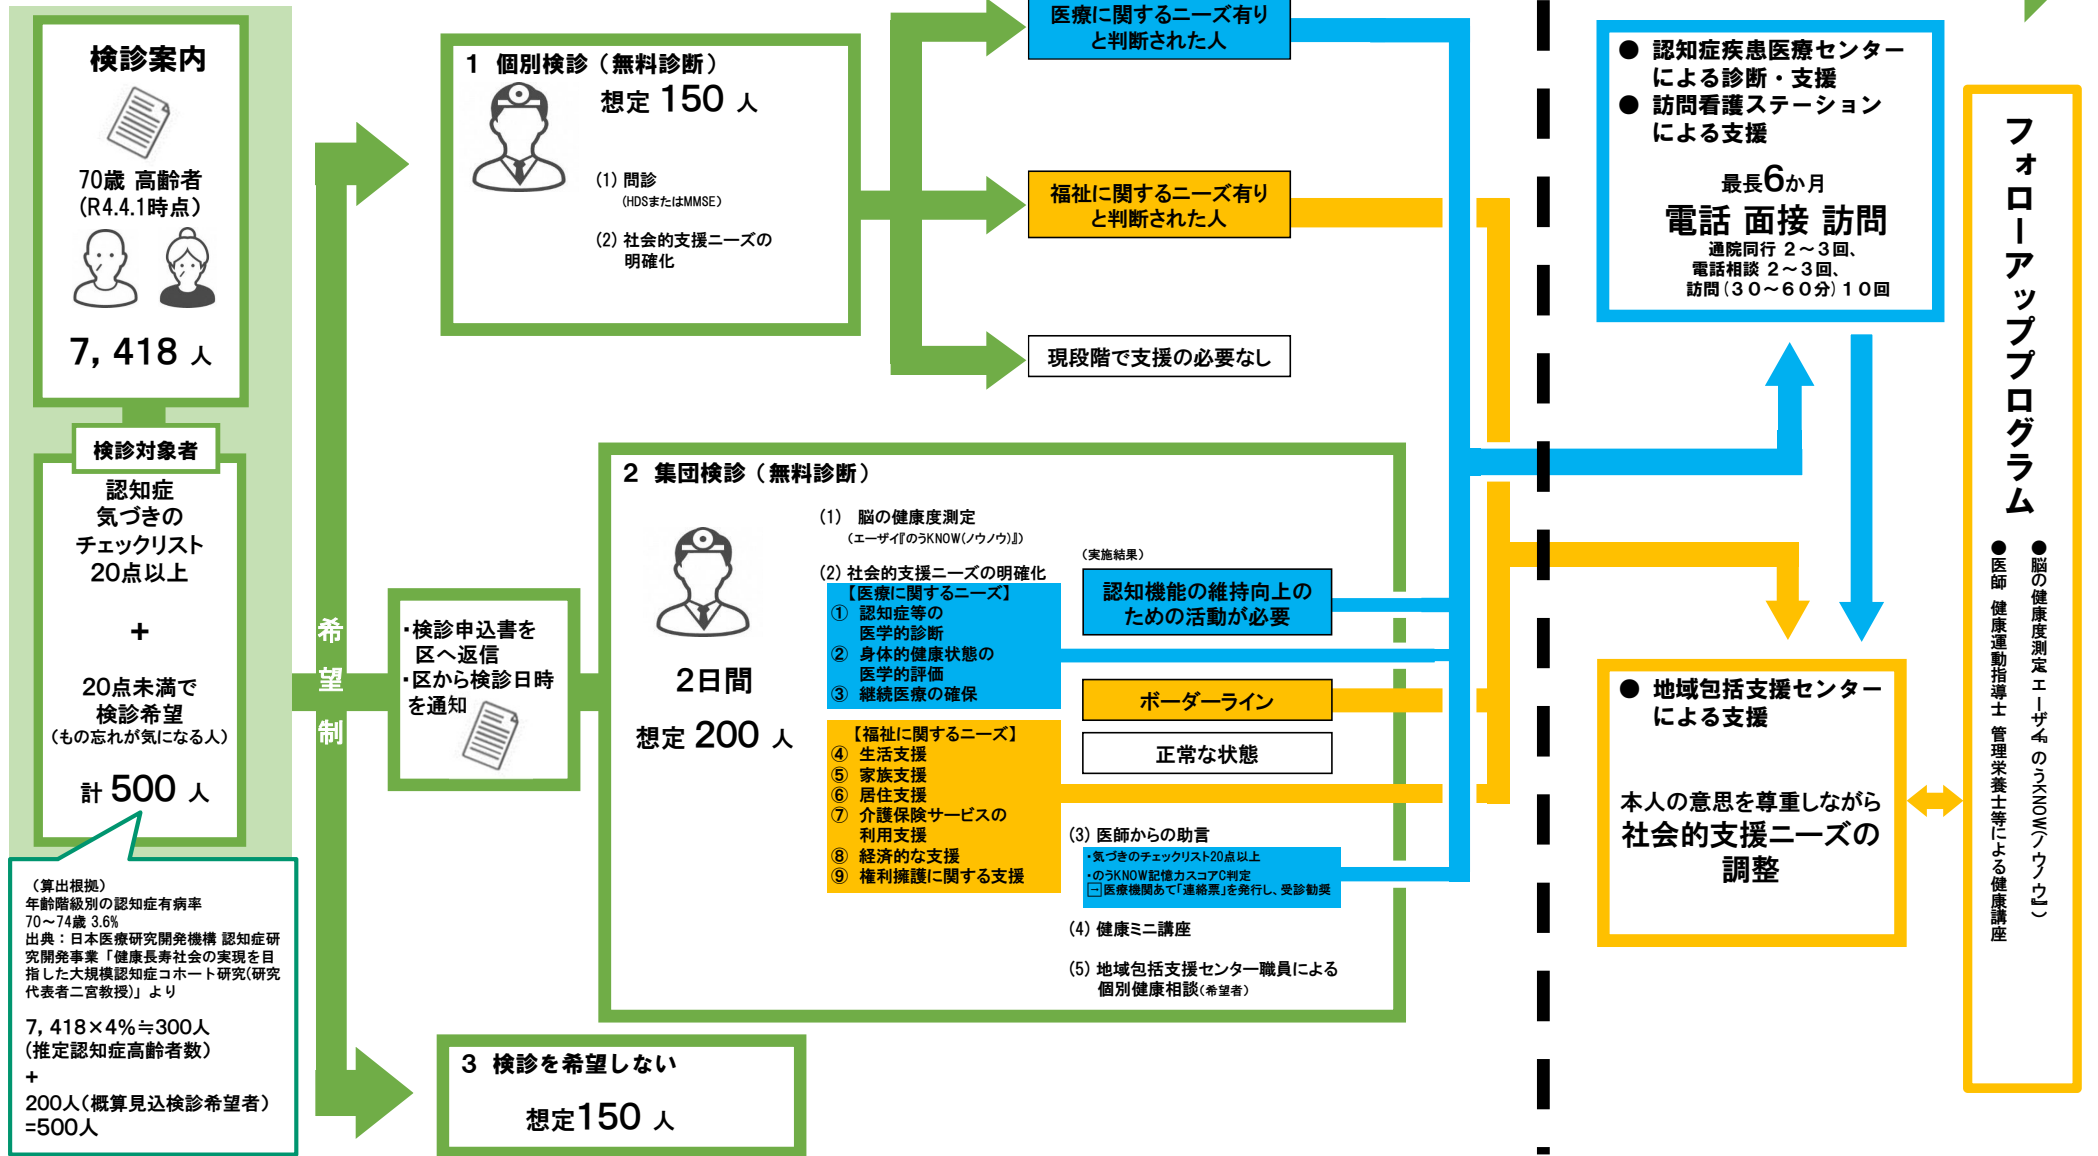 検診案内
70歳 高齢者
(R4.4.1時点)
7,418 人
検診対象者
認知症
気づきの
チェックリスト
20点以上
+
20点未満で
検診希望
(もの忘れが気になる人)
計 500 人
(算出根拠)
年齢階級別の認知症有病率
70～74歳 3.6%
出典：日本医療研究開発機構 認知症研
究開発事業「健康長寿社会の実現を目
指した大規模認知症コホート研究(研究
代表者二宮教授)」より
7,418×4%≒300人
(推定認知症高齢者数)
+
200人(概算見込検診希望者)
=500人
希望制
1 個別検診（無料診断）
想定 150 人
(1) 問診
(HDSまたはMMSE)
(2) 社会的支援ニーズの
明確化
・検診申込書を
区へ返信
・区から検診日時
を通知
2 集団検診（無料診断）
2日間
想定 200 人
(1) 脳の健康度測定
(エーザイ『のうKNOW(ノウノウ)』)
(2) 社会的支援ニーズの明確化
【医療に関するニーズ】
① 認知症等の
医学的診断
② 身体的健康状態の
医学的評価
③ 継続医療の確保
【福祉に関するニーズ】
④ 生活支援
⑤ 家族支援
⑥ 居住支援
⑦ 介護保険サービスの
利用支援
⑧ 経済的な支援
⑨ 権利擁護に関する支援
(実施結果)
認知機能の維持向上の
ための活動が必要
ボーダーライン
正常な状態
(3) 医師からの助言
・気づきのチェックリスト20点以上
・のうKNOW記憶力スコアC判定
→医療機関あて「連絡票」を発行し、受診勧奨
(4) 健康ミニ講座
(5) 地域包括支援センター職員による
個別健康相談(希望者)
3 検診を希望しない
想定150 人
医療に関するニーズ有り
と判断された人
福祉に関するニーズ有り
と判断された人
現段階で支援の必要なし
● 認知症疾患医療センター
による診断・支援
● 訪問看護ステーション
による支援
最長6か月
電話 面接 訪問
通院同行 2～3回、
電話相談 2～3回、
訪問(30～60分)10回
● 地域包括支援センター
による支援
本人の意思を尊重しながら
社会的支援ニーズの
調整
フォローアッププログラム
●脳の健康度測定 エーザイ『のうKNOW(ノウノウ)』)
●医師 健康運動指導士 管理栄養士等による健康講座